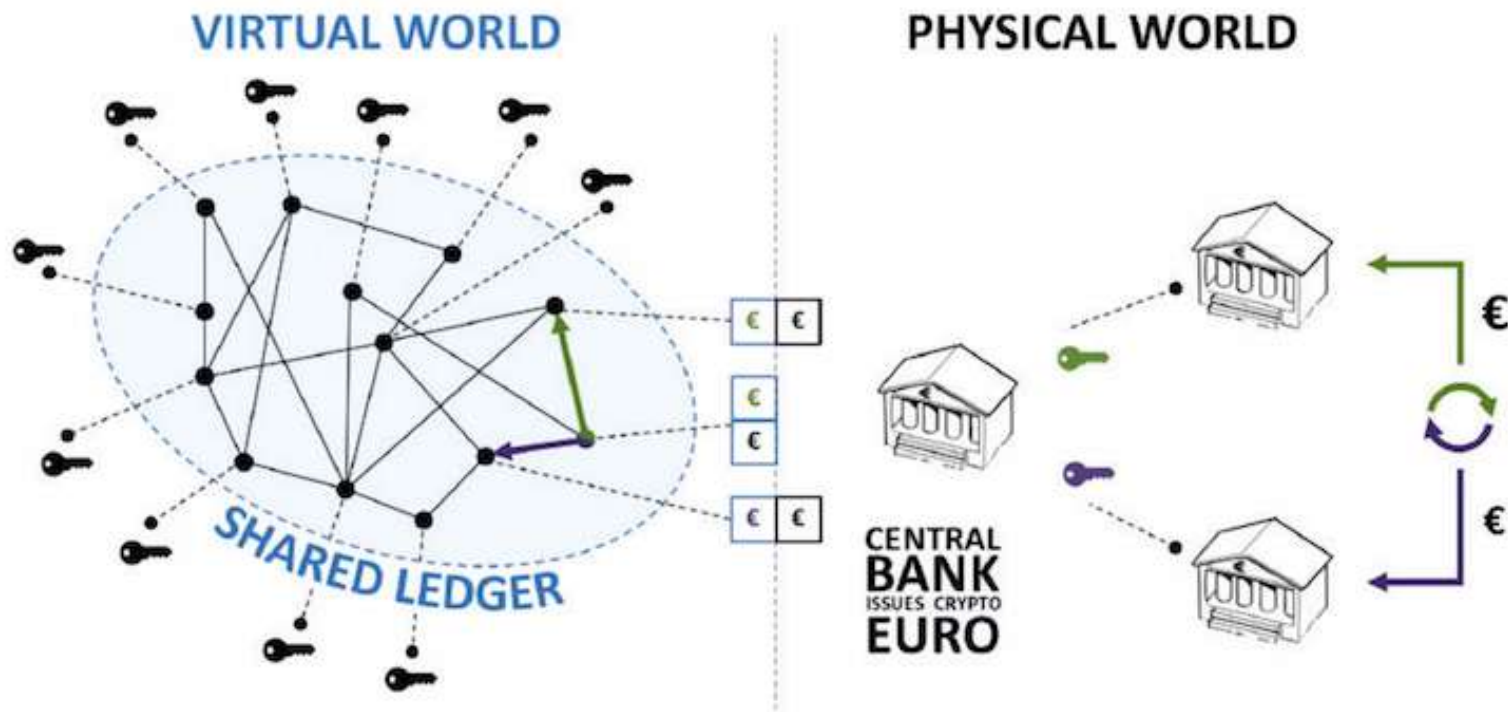 VIRTUAL WORLD
PHYSICAL WORLD
€ €
€
€
€ €
SHARED LEDGER
CENTRAL
BANK
ISSUES CRYPTO
EURO
€
€
€
€
€